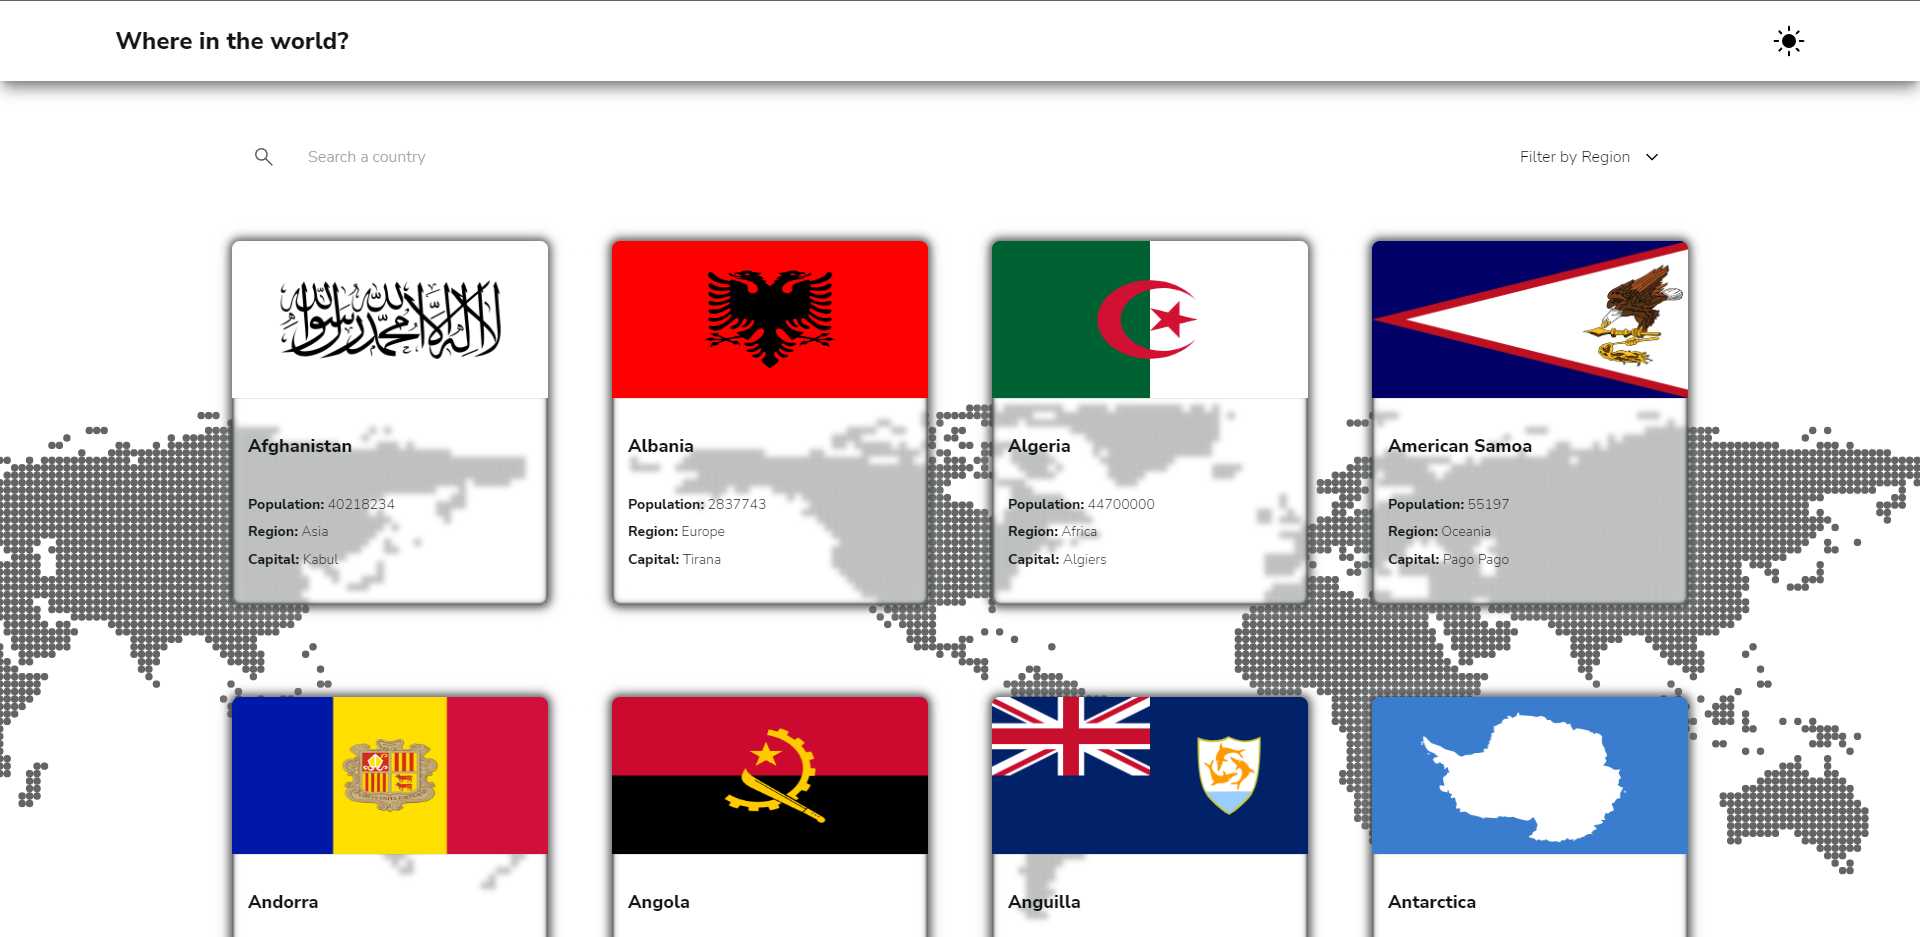 Where in the world?
Search a country
Filter by Region
لا إله إلا الله محمد رسول الله
Afghanistan
Population: 40218234
Region: Asia
Capital: Kabul
Albania
Population: 2837743
Region: Europe
Capital: Tirana
Algeria
Population: 44700000
Region: Africa
Capital: Algiers
American Samoa
Population: 55197
Region: Oceania
Capital: Pago Pago
Andorra
Angola
Anguilla
Antarctica